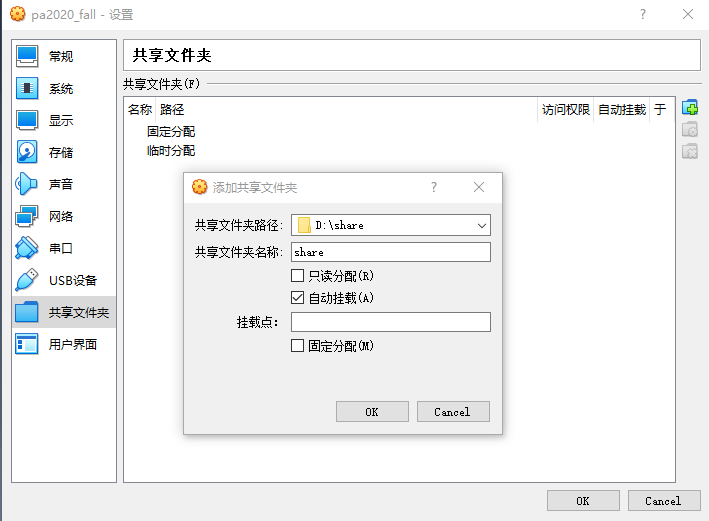 pa2020_fall - 设置
?
常规
系统
显示
存储
声音
网络
串口
USB设备
共享文件夹
用户界面
共享文件夹
共享文件夹(F)
名称 路径 访问权限 自动挂载 于
固定分配
临时分配
添加共享文件夹 ?
共享文件夹路径: D:\share
共享文件夹名称: share
只读分配(R)
自动挂载(A)
挂载点:
固定分配(M)
OK Cancel
OK Cancel